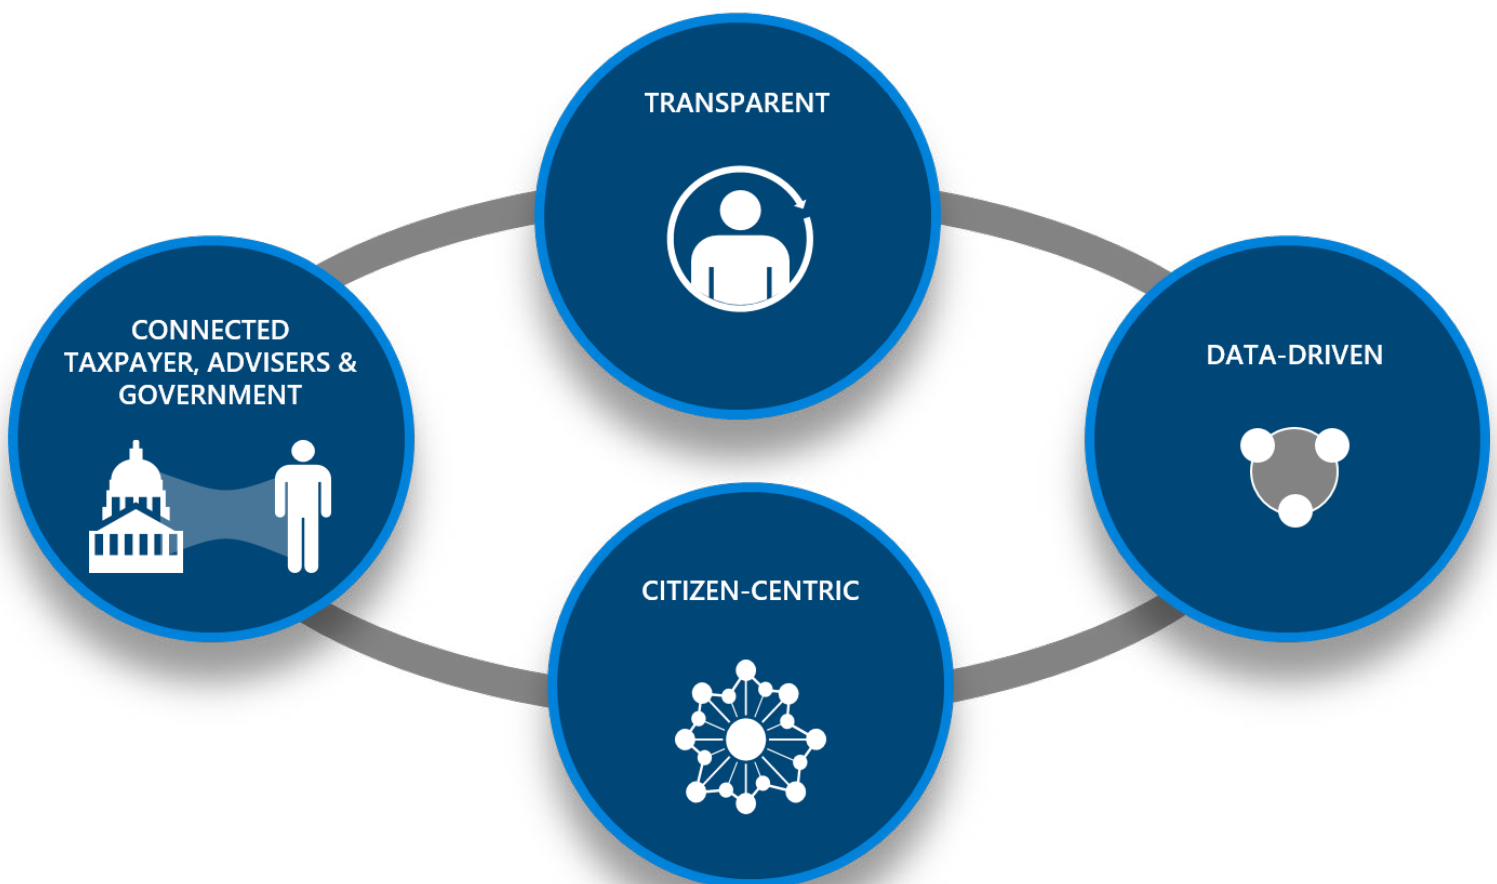 TRANSPARENT
CONNECTED
TAXPAYER, ADVISERS &
GOVERNMENT
DATA-DRIVEN
CITIZEN-CENTRIC